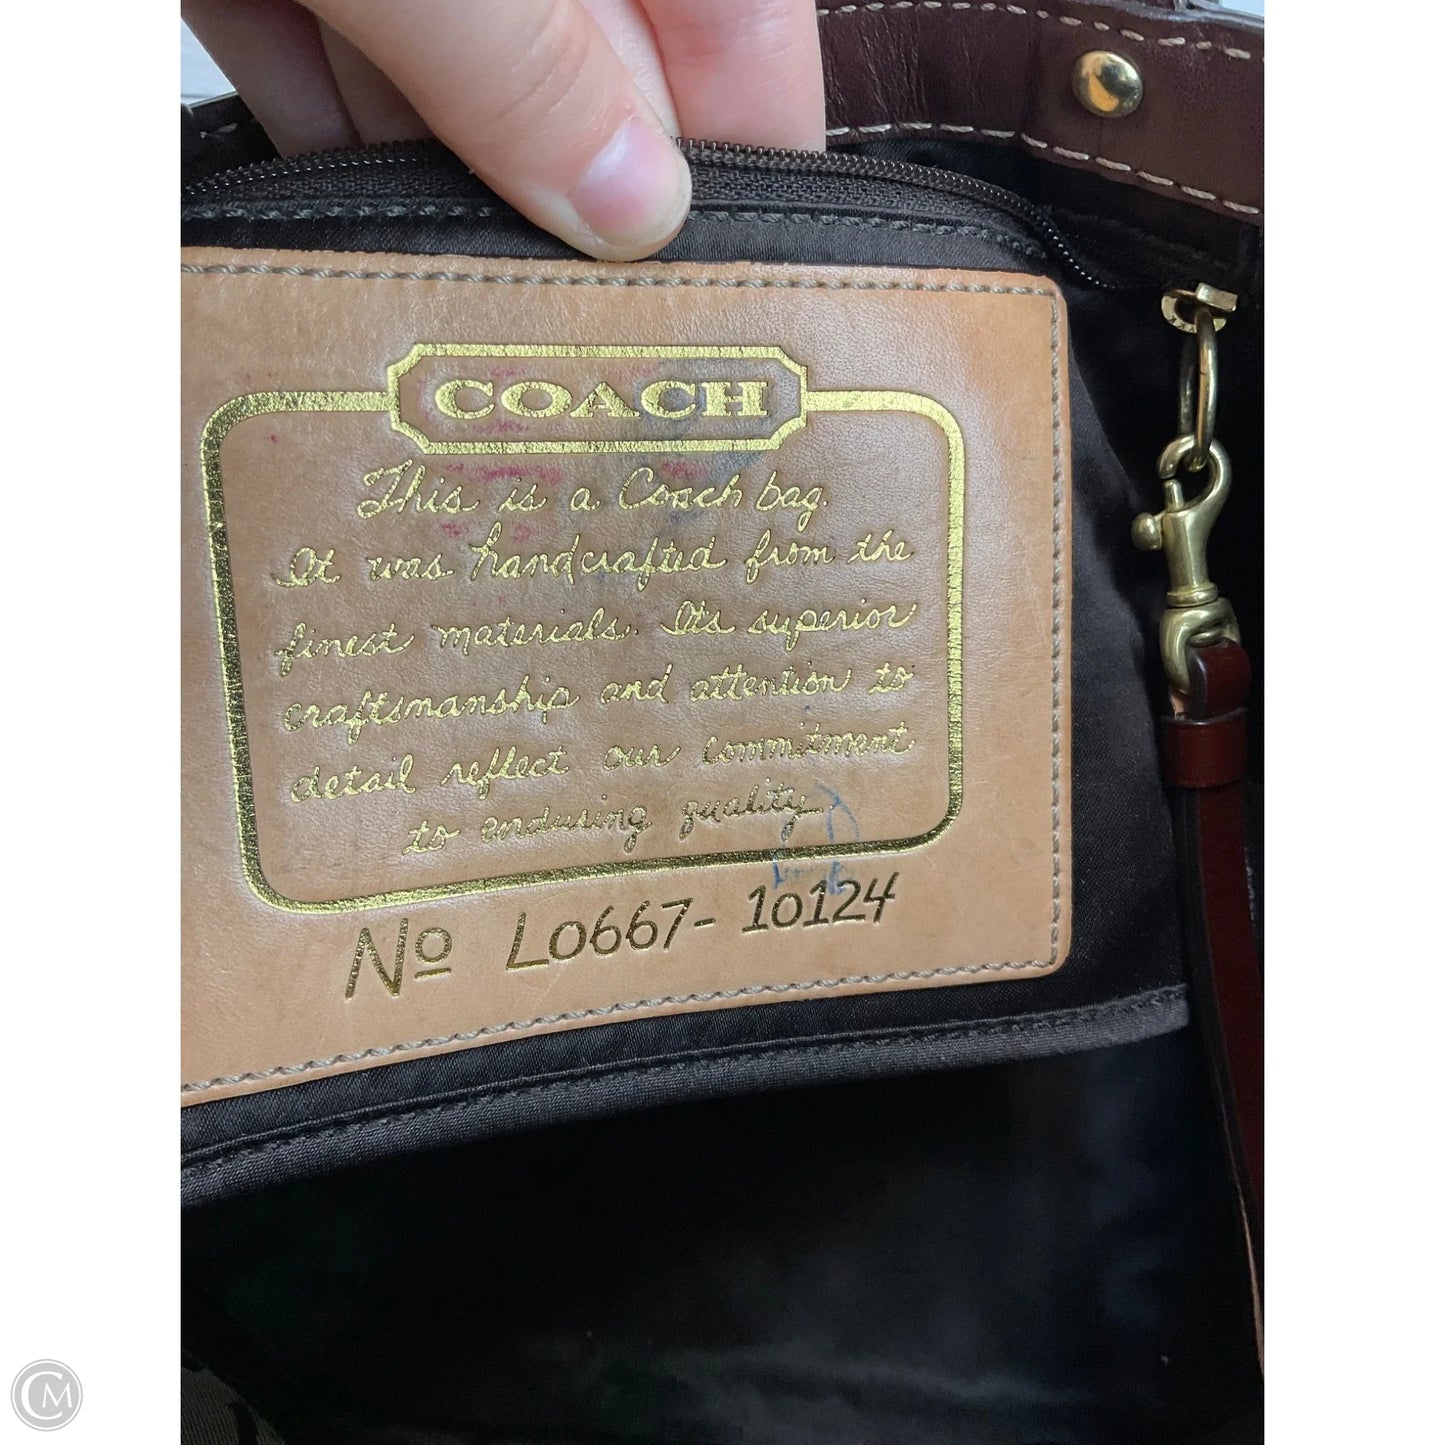 COACH
This is a Coach bag.
It was handcrafted from the
finest materials. Its superior
craftsmanship and attention to
detail reflect our commitment
to enduring quality.
No L0667-10124
CM